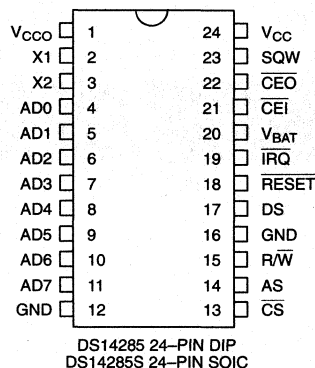 VCCO 1 24 VCC
X1 2 23 SQW
X2 3 22 CEO
AD0 4 21 CEI
AD1 5 20 VBAT
AD2 6 19 IRQ
AD3 7 18 RESET
AD4 8 17 DS
AD5 9 16 GND
AD6 10 15 R/W
AD7 11 14 AS
GND 12 13 CS
DS14285 24–PIN DIP
DS14285S 24–PIN SOIC